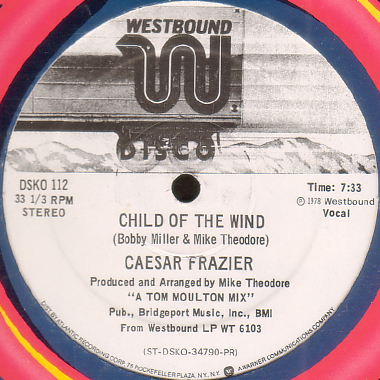 WESTBOUND
DISCO
DSKO 112
33 1/3 RPM
STEREO
Time: 7:33
℗ 1978 Westbound
Vocal
CHILD OF THE WIND
(Bobby Miller & Mike Theodore)
CAESAR FRAZIER
Produced and Arranged by Mike Theodore
"A TOM MOULTON MIX"
Pub., Bridgeport Music, Inc., BMI
From Westbound LP WT 6103
(ST-DSKO-34790-PR)
DIST. BY ATLANTIC RECORDING CORP. 75 ROCKEFELLER PLAZA, N.Y., N.Y. A WARNER COMMUNICATIONS COMPANY